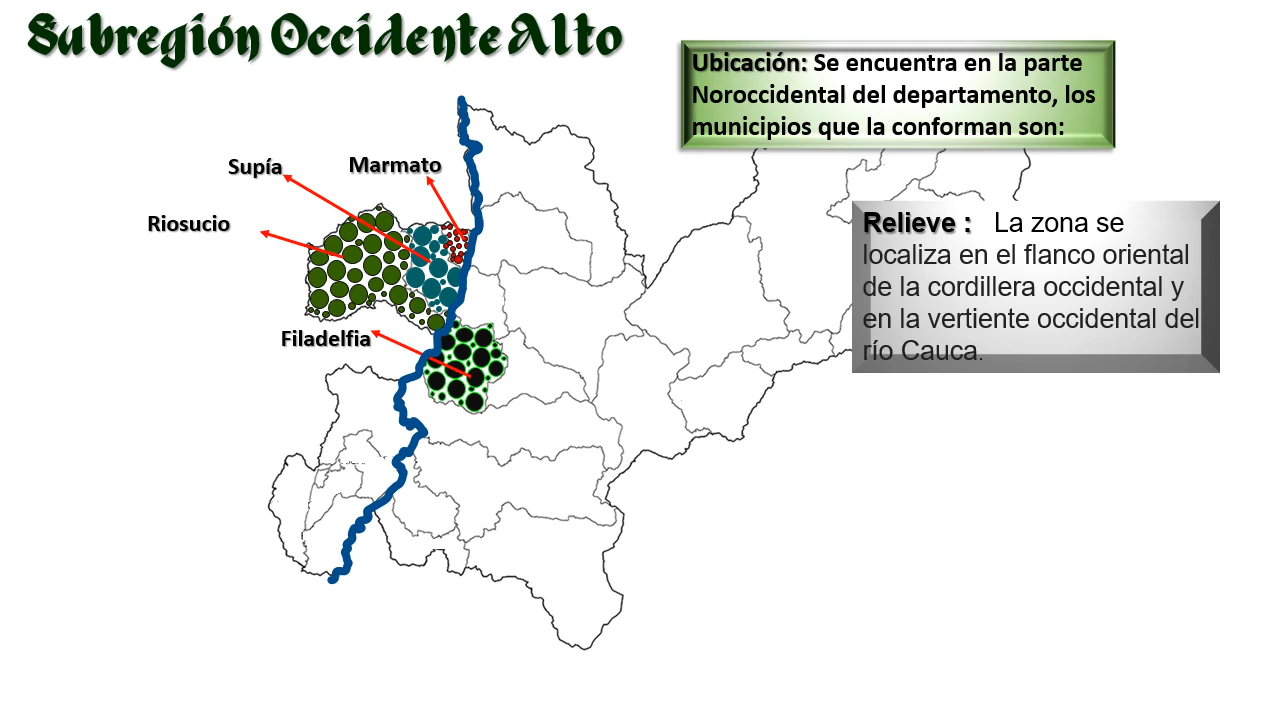 Subregión Occidente Alto
Ubicación: Se encuentra en la parte
Noroccidental del departamento, los
municipios que la conforman son:
Supía
Marmato
Riosucio
Filadelfia
Relieve : La zona se
localiza en el flanco oriental
de la cordillera occidental y
en la vertiente occidental del
río Cauca.